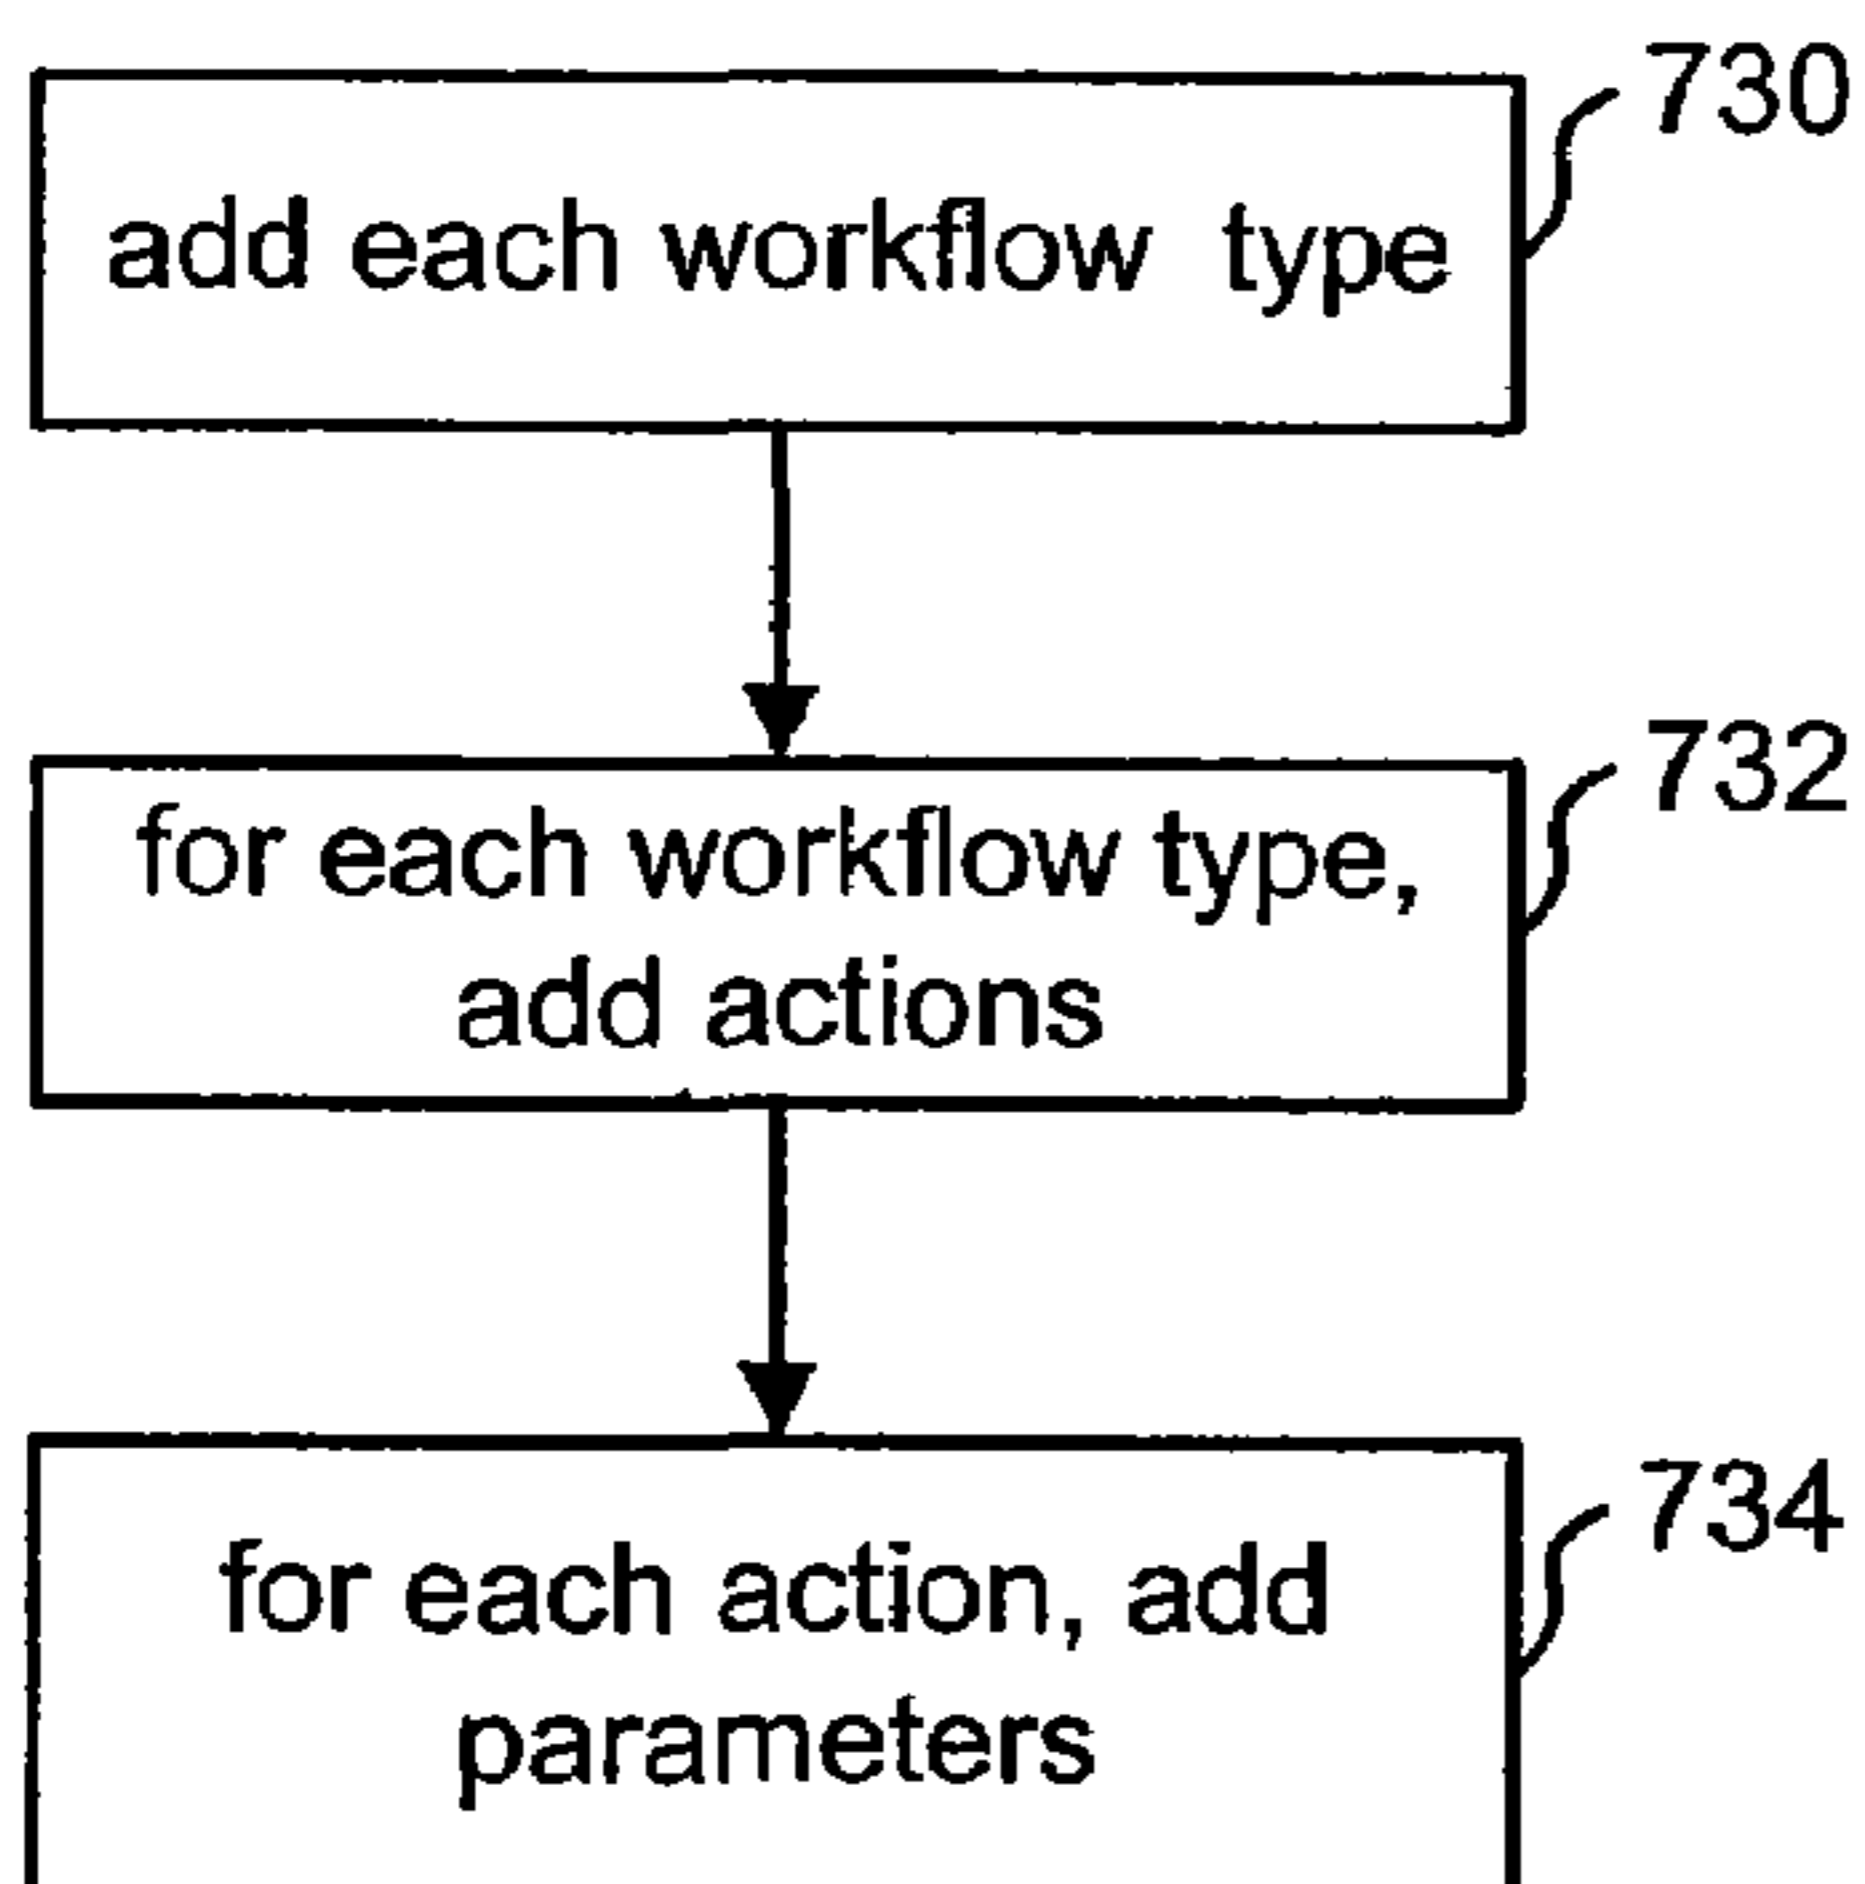 730
add each workflow type
732
for each workflow type,
add actions
734
for each action, add
parameters